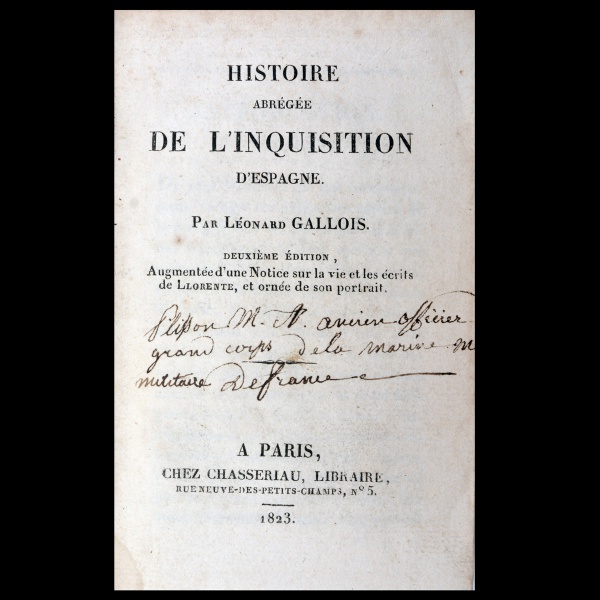 HISTOIRE
ABRÉGÉE
DE L'INQUISITION
D'ESPAGNE.
PAR LÉONARD GALLOIS.
DEUXIÈME ÉDITION,
Augmentée d'une Notice sur la vie et les écrits
de LLORENTE, et ornée de son portrait.
M. A. ancien officier
grand corps de la marine
militaire De france
A PARIS,
CHEZ CHASSERIAU, LIBRAIRE,
RUE NEUVE-DES-PETITS-CHAMPS, N° 5.
1823.